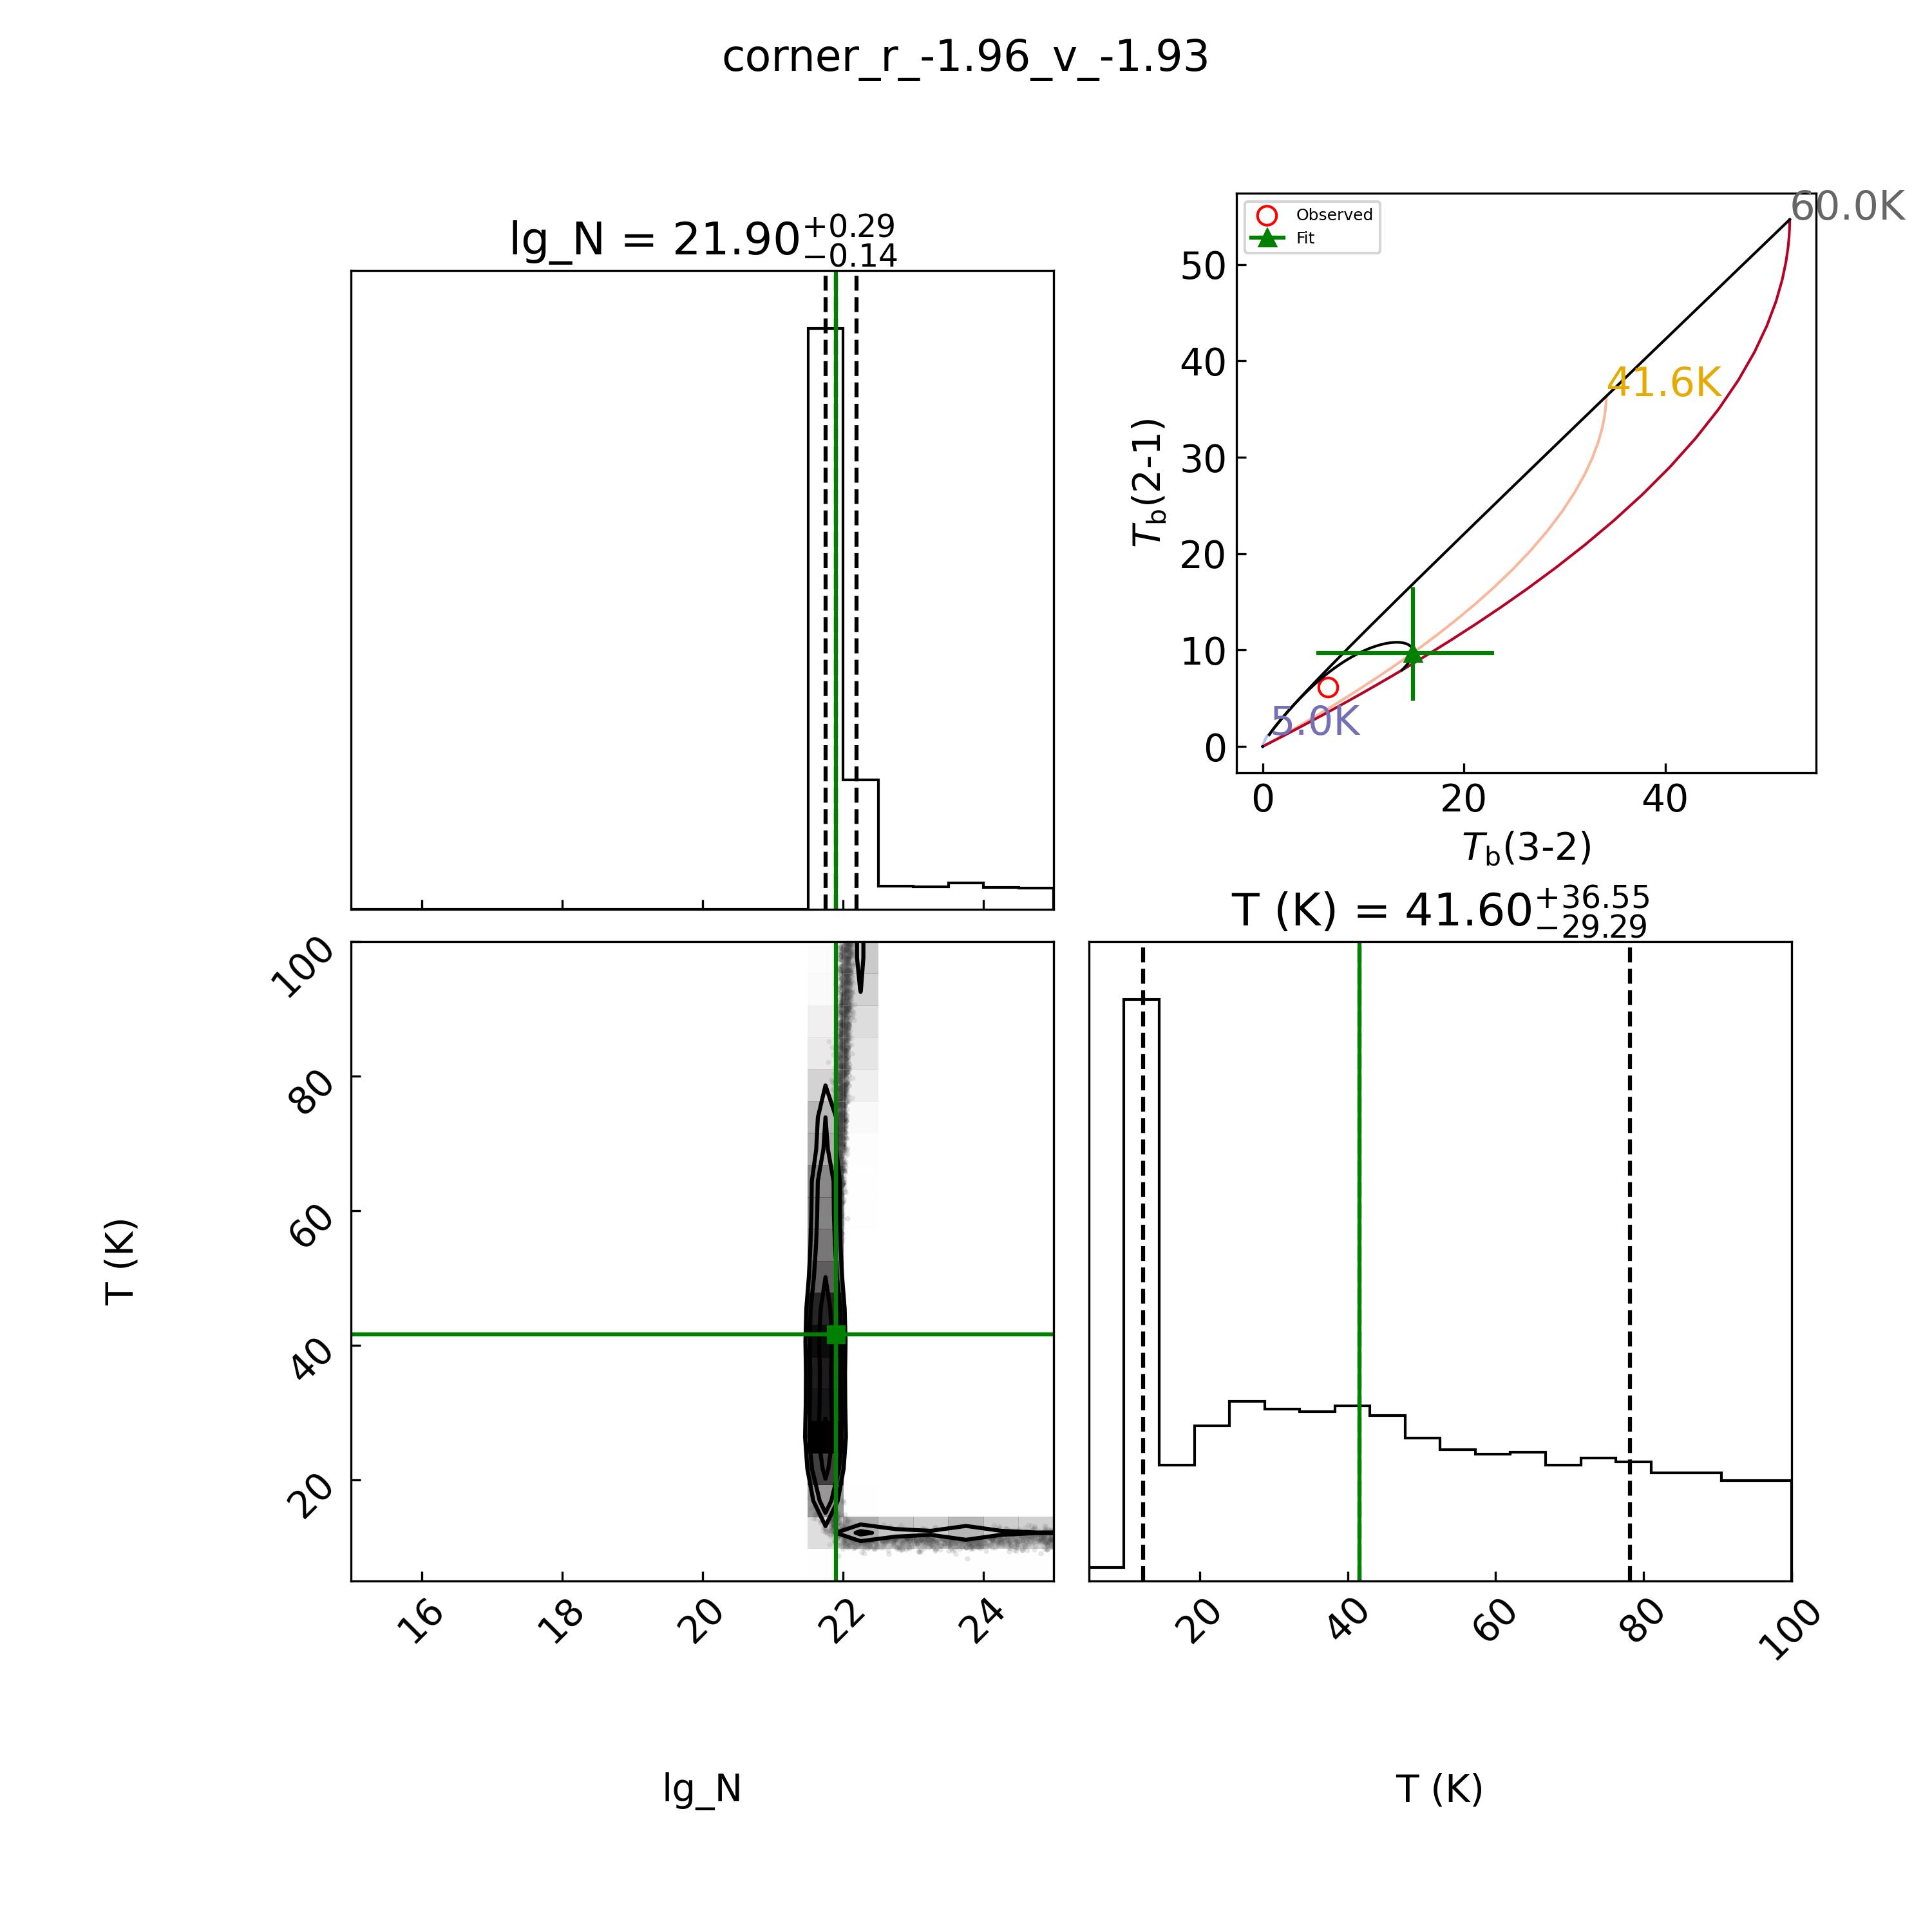 corner_r_-1.96_v_-1.93
lg_N = 21.90 +0.29 −0.14
Observed
Fit
60.0K
41.6K
5.0K
50
40
30
20
10
0
T_b(2-1)
0 20 40
T_b(3-2)
T (K) = 41.60 +36.55 −29.29
100
80
60
40
20
T (K)
16 18 20 22 24
20 40 60 80 100
lg_N
T (K)